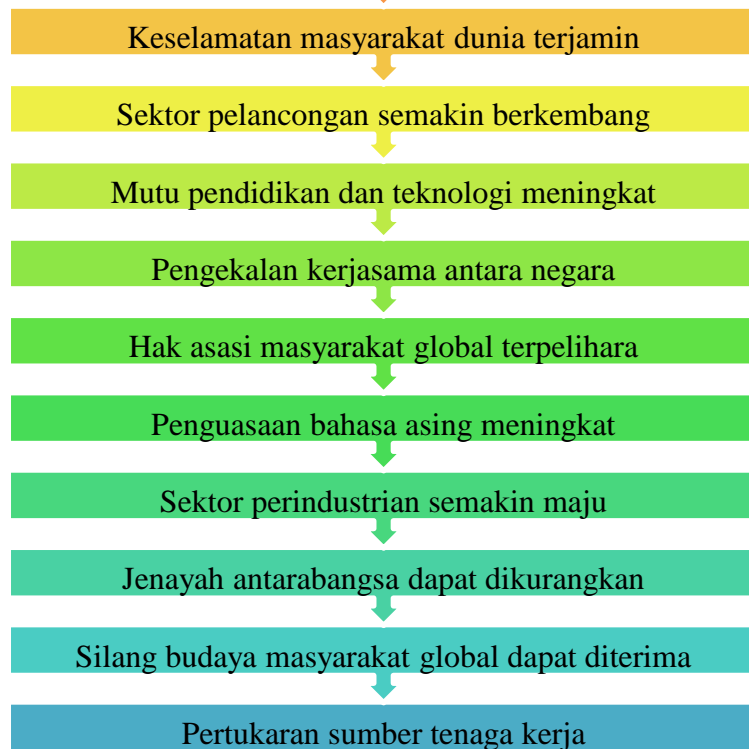 Keselamatan masyarakat dunia terjamin
Sektor pelancongan semakin berkembang
Mutu pendidikan dan teknologi meningkat
Pengekalan kerjasama antara negara
Hak asasi masyarakat global terpelihara
Penguasaan bahasa asing meningkat
Sektor perindustrian semakin maju
Jenayah antarabangsa dapat dikurangkan
Silang budaya masyarakat global dapat diterima
Pertukaran sumber tenaga kerja